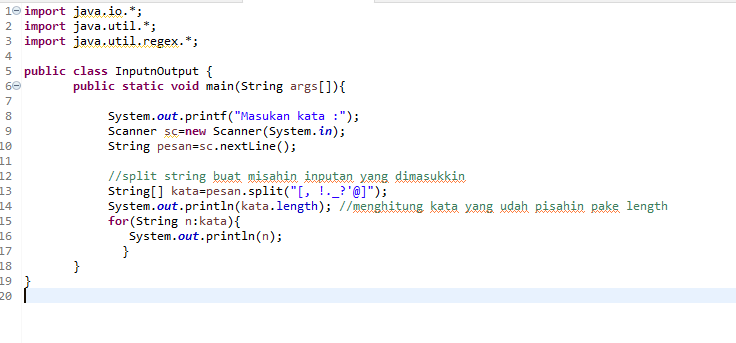 1 import java.io.*;
2 import java.util.*;
3 import java.util.regex.*;
4
5 public class InputnOutput {
6 public static void main(String args[]){
7
8 System.out.printf("Masukan kata :");
9 Scanner sc=new Scanner(System.in);
10 String pesan=sc.nextLine();
11
12 //split string buat misahin inputan yang dimasukkin
13 String[] kata=pesan.split("[, !._?'@]");
14 System.out.println(kata.length); //menghitung kata yang udah pisahin pake length
15 for(String n:kata){
16 System.out.println(n);
17 }
18 }
19 }
20